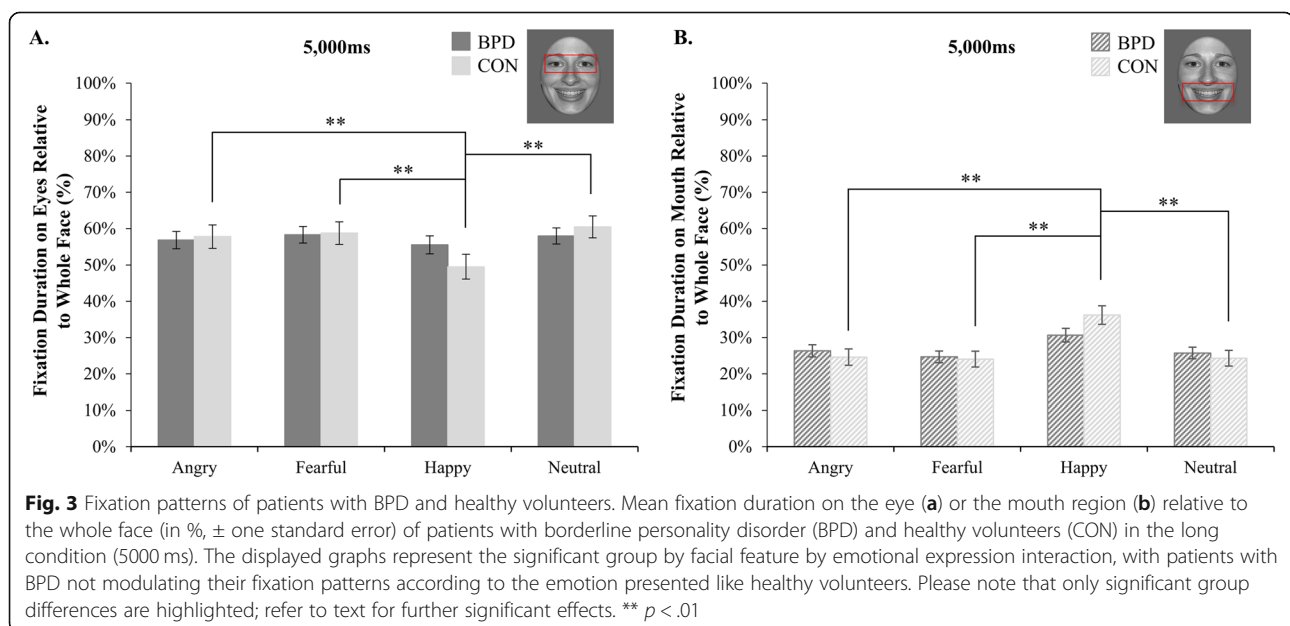 A.
5,000ms
BPD
CON
Fixation Duration on Eyes Relative
to Whole Face (%)
100%
90%
80%
70%
60%
50%
40%
30%
20%
10%
0%
**
**
**
Angry Fearful Happy Neutral
B.
5,000ms
BPD
CON
Fixation Duration on Mouth Relative
to Whole Face (%)
100%
90%
80%
70%
60%
50%
40%
30%
20%
10%
0%
**
**
**
Angry Fearful Happy Neutral
Fig. 3 Fixation patterns of patients with BPD and healthy volunteers. Mean fixation duration on the eye (a) or the mouth region (b) relative to
the whole face (in %, ± one standard error) of patients with borderline personality disorder (BPD) and healthy volunteers (CON) in the long
condition (5000 ms). The displayed graphs represent the significant group by facial feature by emotional expression interaction, with patients with
BPD not modulating their fixation patterns according to the emotion presented like healthy volunteers. Please note that only significant group
differences are highlighted; refer to text for further significant effects. ** p < .01